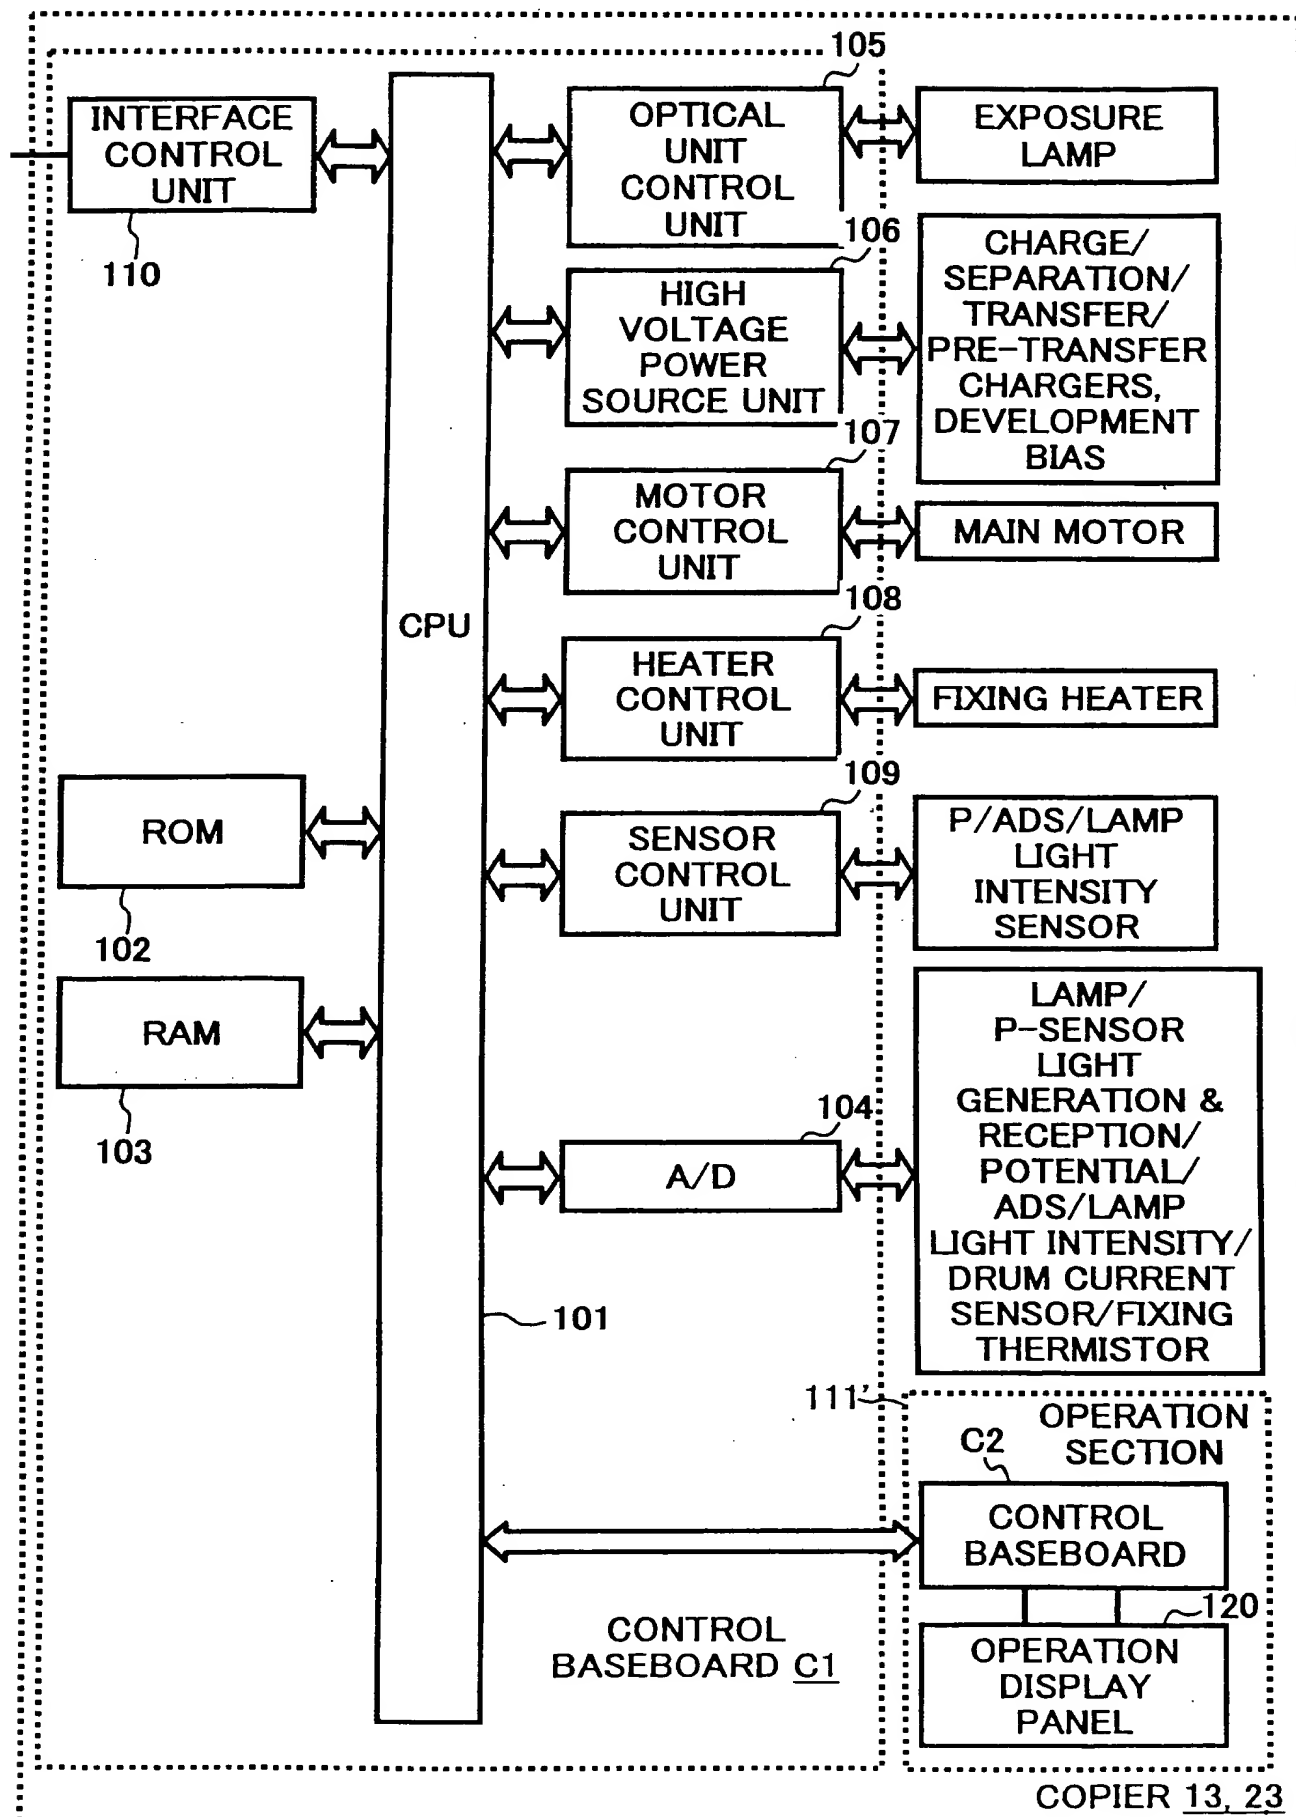 105
INTERFACE
CONTROL
UNIT
110
OPTICAL
UNIT
CONTROL
UNIT
EXPOSURE
LAMP
106
HIGH
VOLTAGE
POWER
SOURCE UNIT
CHARGE/
SEPARATION/
TRANSFER/
PRE-TRANSFER
CHARGERS,
DEVELOPMENT
BIAS
107
MOTOR
CONTROL
UNIT
MAIN MOTOR
CPU
108
HEATER
CONTROL
UNIT
FIXING HEATER
109
ROM
102
SENSOR
CONTROL
UNIT
P/ADS/LAMP
LIGHT
INTENSITY
SENSOR
RAM
103
104
A/D
LAMP/
P-SENSOR
LIGHT
GENERATION &
RECEPTION/
POTENTIAL/
ADS/LAMP
LIGHT INTENSITY/
DRUM CURRENT
SENSOR/FIXING
THERMISTOR
101
111'
OPERATION
SECTION
C2
CONTROL
BASEBOARD
120
OPERATION
DISPLAY
PANEL
CONTROL
BASEBOARD C1
COPIER 13, 23